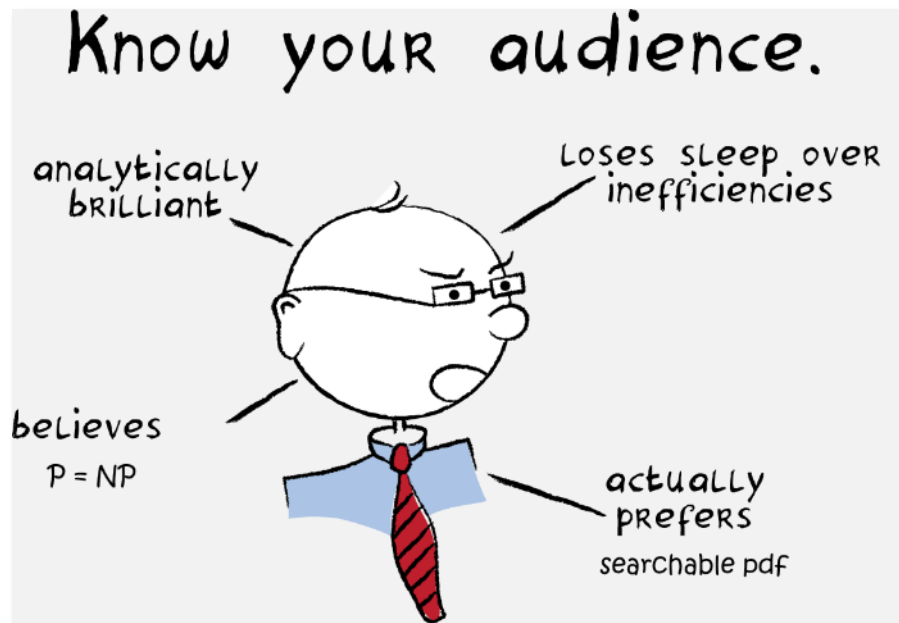 Know your audience.
analytically
brilliant
Loses sleep over
inefficiencies
believes
P = NP
actually
prefers
searchable pdf